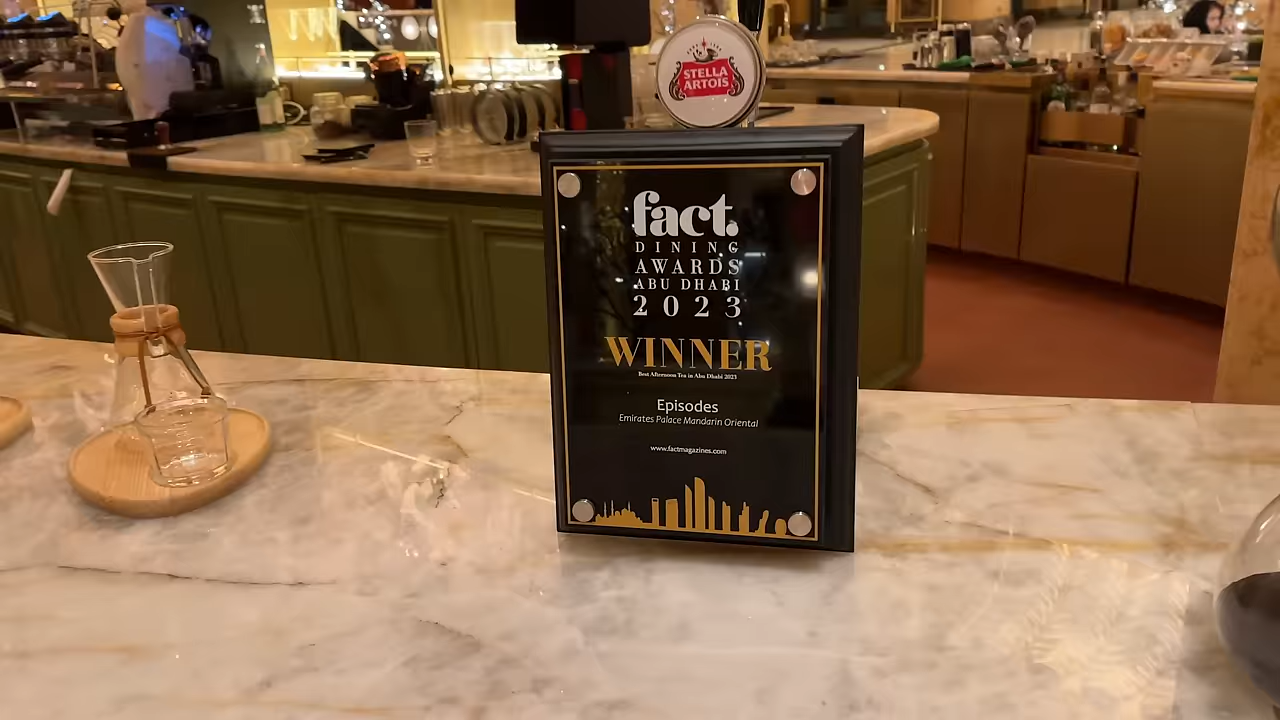 STELLA
ARTOIS
fact.
DINING
AWARDS
ABU DHABI
2023
WINNER
Best Afternoon Tea in Abu Dhabi 2023
Episodes
Emirates Palace Mandarin Oriental
www.factmagazines.com